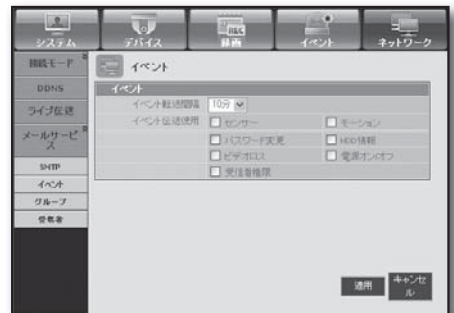 システム デバイス 録画 イベント ネットワーク
REC
接続モード
DDNS
ライブ伝送
メールサービス
SMTP
イベント
グループ
受信者
イベント
イベント
イベント転送間隔 10分
イベント伝送使用 センサー モーション
パスワード変更 HDD情報
ビデオロス 電源オン/オフ
受信者権限
適用 キャンセル